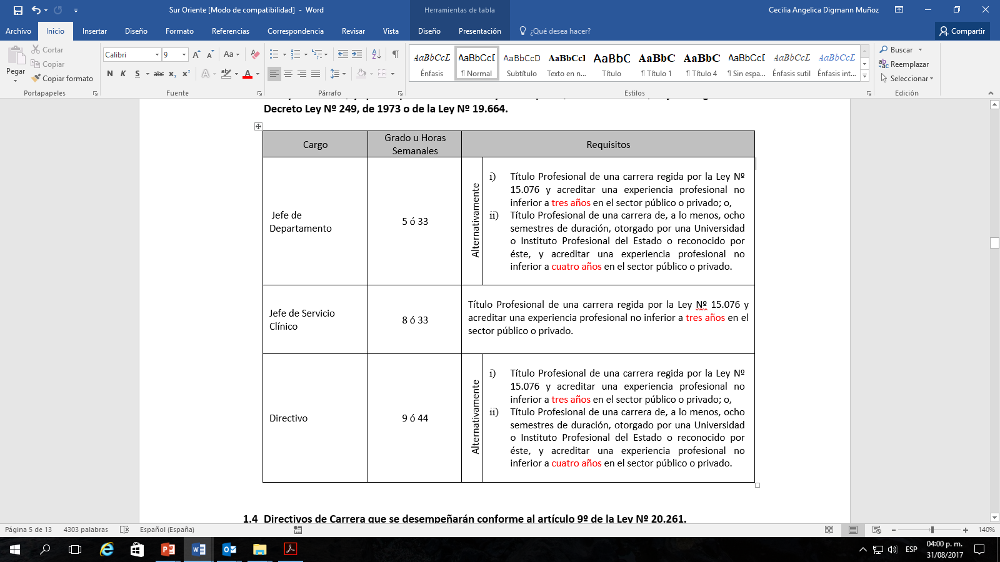 Sur Oriente [Modo de compatibilidad] - Word
Herramientas de tabla
Cecilia Angelica Digmann Muñoz
Archivo
Inicio
Insertar
Diseño
Formato
Referencias
Correspondencia
Revisar
Vista
Diseño
Presentación
¿Qué desea hacer?
Compartir
Pegar
Cortar
Copiar
Copiar formato
Portapapeles
Calibri
9
Aa
N K S abc x₂ x²
A
A
Fuente
Párrafo
AaBbCcD Énfasis
AaBbCcD ¶ Normal
AaBbCcD Subtítulo
AaBbCcI Texto en n...
AaBbC Título
AaBbC ¶ Título 1
AaBbC ¶ Título 4
AaBbCcD ¶ Sin espa...
AaBbCcD Énfasis sutil
AaBbCcD Énfasis int...
Estilos
Buscar
Reemplazar
Seleccionar
Edición
Decreto Ley Nº 249, de 1973 o de la Ley Nº 19.664.
Cargo
Grado u Horas
Semanales
Requisitos
Jefe de
Departamento
5 ó 33
Alternativamente
i) Título Profesional de una carrera regida por la Ley Nº
15.076 y acreditar una experiencia profesional no
inferior a tres años en el sector público o privado; o,
ii) Título Profesional de una carrera de, a lo menos, ocho
semestres de duración, otorgado por una Universidad
o Instituto Profesional del Estado o reconocido por
éste, y acreditar una experiencia profesional no
inferior a cuatro años en el sector público o privado.
Jefe de Servicio
Clínico
8 ó 33
Título Profesional de una carrera regida por la Ley Nº 15.076 y
acreditar una experiencia profesional no inferior a tres años en el
sector público o privado.
Directivo
9 ó 44
Alternativamente
i) Título Profesional de una carrera regida por la Ley Nº
15.076 y acreditar una experiencia profesional no
inferior a tres años en el sector público o privado; o,
ii) Título Profesional de una carrera de, a lo menos, ocho
semestres de duración, otorgado por una Universidad
o Instituto Profesional del Estado o reconocido por
éste, y acreditar una experiencia profesional no
inferior a cuatro años en el sector público o privado.
1.4 Directivos de Carrera que se desempeñarán conforme al artículo 9º de la Ley Nº 20.261.
Página 5 de 13
4303 palabras
Español (España)
140%
ESP
04:00 p. m.
31/08/2017